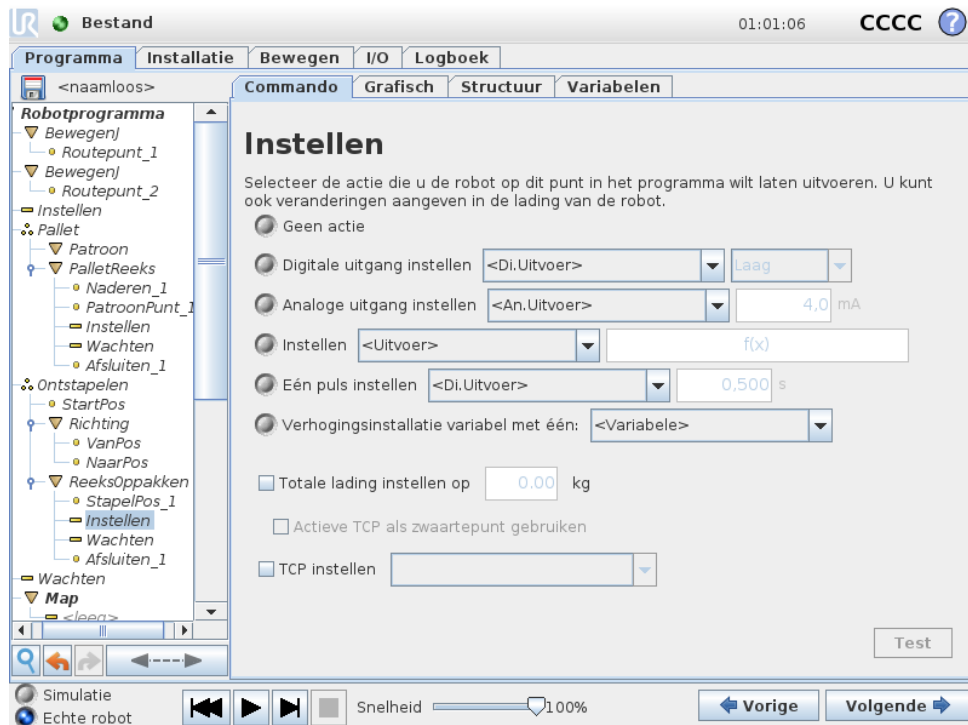 UR Bestand 01:01:06 CCCC ?
Programma Installatie Bewegen I/O Logboek
<naamloos>
Commando Grafisch Structuur Variabelen
Robotprogramma
BewegenJ
Routepunt_1
BewegenJ
Routepunt_2
Instellen
Pallet
Patroon
PalletReeks
Naderen_1
PatroonPunt_1
Instellen
Wachten
Afsluiten_1
Ontstapelen
StartPos
Richting
VanPos
NaarPos
ReeksOppakken
StapelPos_1
Instellen
Wachten
Afsluiten_1
Wachten
Map
<leeg>
Instellen
Selecteer de actie die u de robot op dit punt in het programma wilt laten uitvoeren. U kunt
ook veranderingen aangeven in de lading van de robot.
Geen actie
Digitale uitgang instellen <Di.Uitvoer> Laag
Analoge uitgang instellen <An.Uitvoer> 4,0 mA
Instellen <Uitvoer> f(x)
Eén puls instellen <Di.Uitvoer> 0,500 s
Verhogingsinstallatie variabel met één: <Variabele>
Totale lading instellen op 0.00 kg
Actieve TCP als zwaartepunt gebruiken
TCP instellen
Test
Simulatie
Echte robot
Snelheid 100%
Vorige Volgende